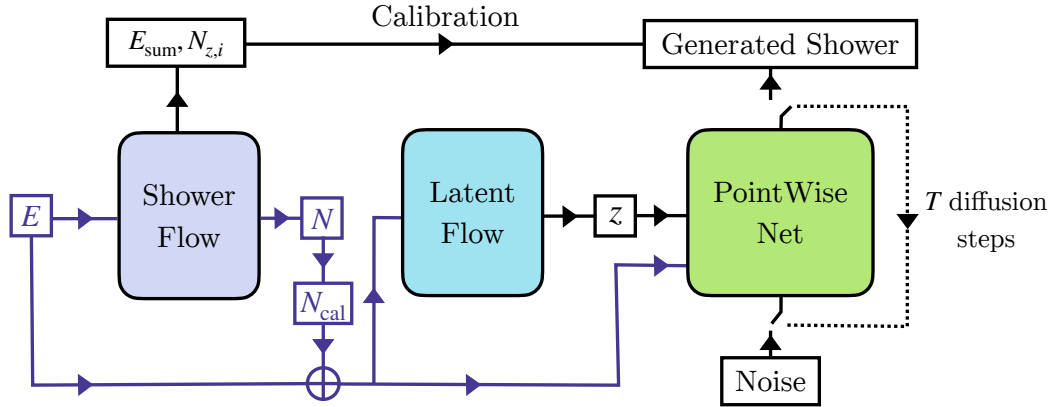 Calibration
E_sum, N_z,i
Generated Shower
Shower
Flow
Latent
Flow
PointWise
Net
E
N
z
T diffusion
steps
N_cal
Noise